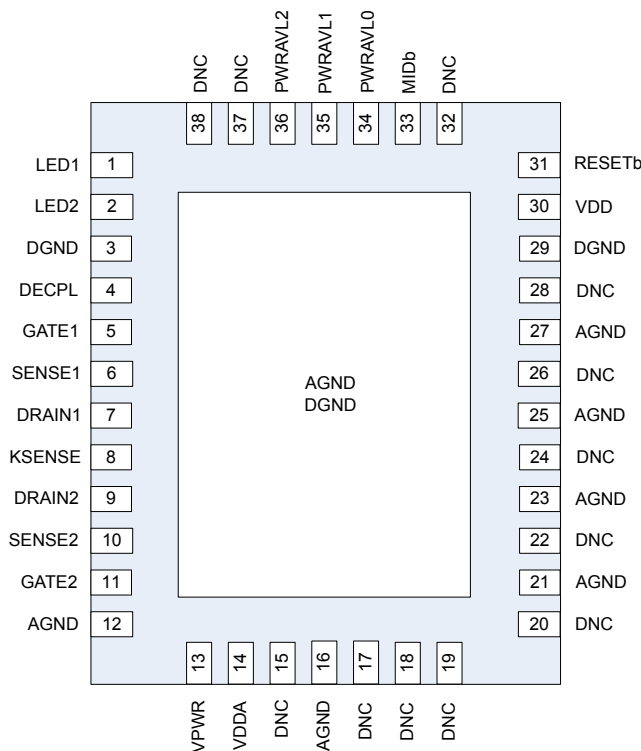 DNC
DNC
PWRAVL2
PWRAVL1
PWRAVL0
MIDb
DNC
38
37
36
35
34
33
32
LED1 1
LED2 2
DGND 3
DECPL 4
GATE1 5
SENSE1 6
DRAIN1 7
KSENSE 8
DRAIN2 9
SENSE2 10
GATE2 11
AGND 12
AGND
DGND
31 RESETb
30 VDD
29 DGND
28 DNC
27 AGND
26 DNC
25 AGND
24 DNC
23 AGND
22 DNC
21 AGND
20 DNC
13
14
15
16
17
18
19
VPWR
VDDA
DNC
AGND
DNC
DNC
DNC